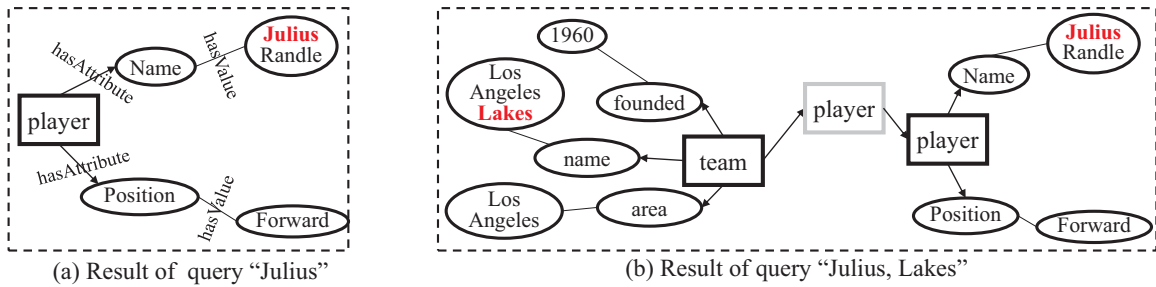 Julius
Randle
Name
hasAttribute
hasValue
player
hasAttribute
Position
hasValue
Forward
(a) Result of query “Julius”
1960
Los
Angeles
Lakes
founded
name
team
Los
Angeles
area
player
player
Julius
Randle
Name
Position
Forward
(b) Result of query “Julius, Lakes”